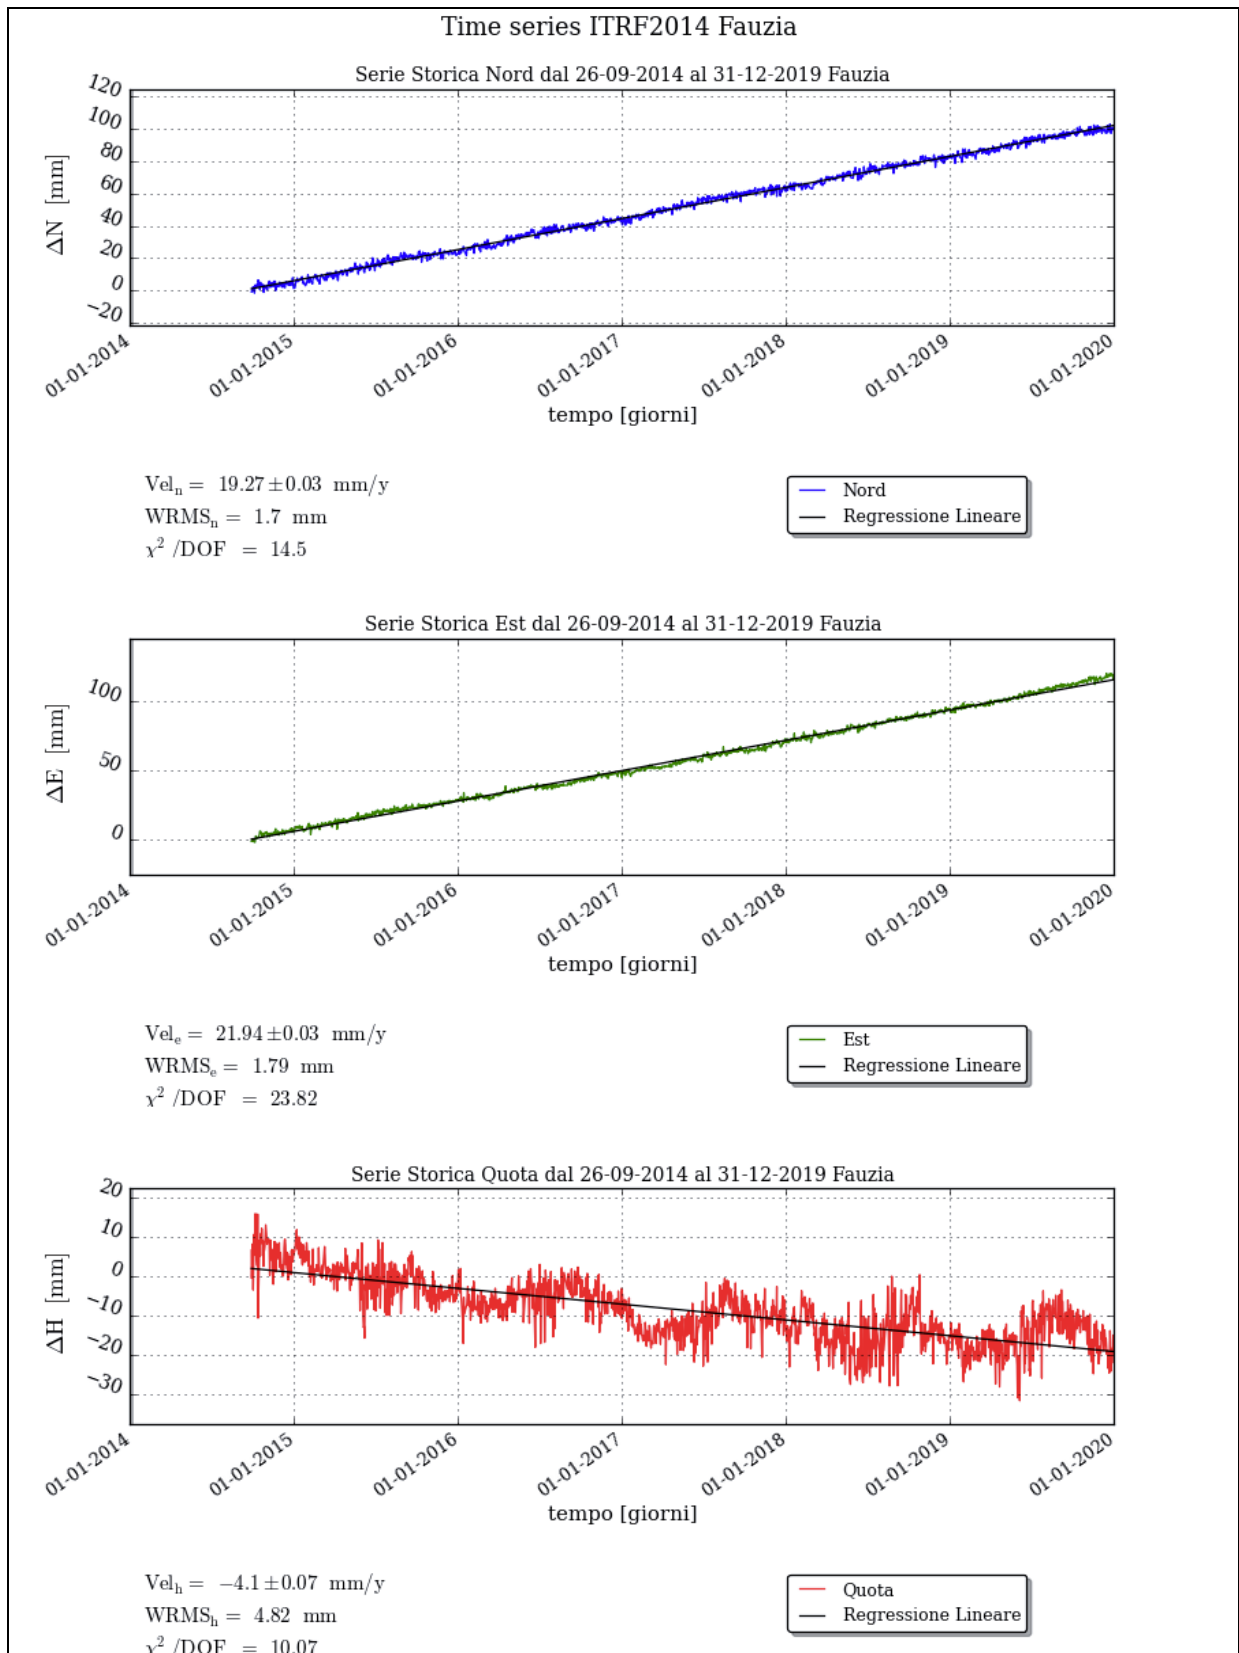 Time series ITRF2014 Fauzia
Serie Storica Nord dal 26-09-2014 al 31-12-2019 Fauzia
120
100
80
60
40
20
0
−20
ΔN [mm]
01-01-2014 01-01-2015 01-01-2016 01-01-2017 01-01-2018 01-01-2019 01-01-2020
tempo [giorni]
Velₙ = 19.27±0.03 mm/y
WRMSₙ = 1.7 mm
χ² /DOF = 14.5
Nord
Regressione Lineare
Serie Storica Est dal 26-09-2014 al 31-12-2019 Fauzia
100
50
0
ΔE [mm]
01-01-2014 01-01-2015 01-01-2016 01-01-2017 01-01-2018 01-01-2019 01-01-2020
tempo [giorni]
Velₑ = 21.94±0.03 mm/y
WRMSₑ = 1.79 mm
χ² /DOF = 23.82
Est
Regressione Lineare
Serie Storica Quota dal 26-09-2014 al 31-12-2019 Fauzia
20
10
0
−10
−20
−30
ΔH [mm]
01-01-2014 01-01-2015 01-01-2016 01-01-2017 01-01-2018 01-01-2019 01-01-2020
tempo [giorni]
Velₕ = −4.1±0.07 mm/y
WRMSₕ = 4.82 mm
χ² /DOF = 10.07
Quota
Regressione Lineare